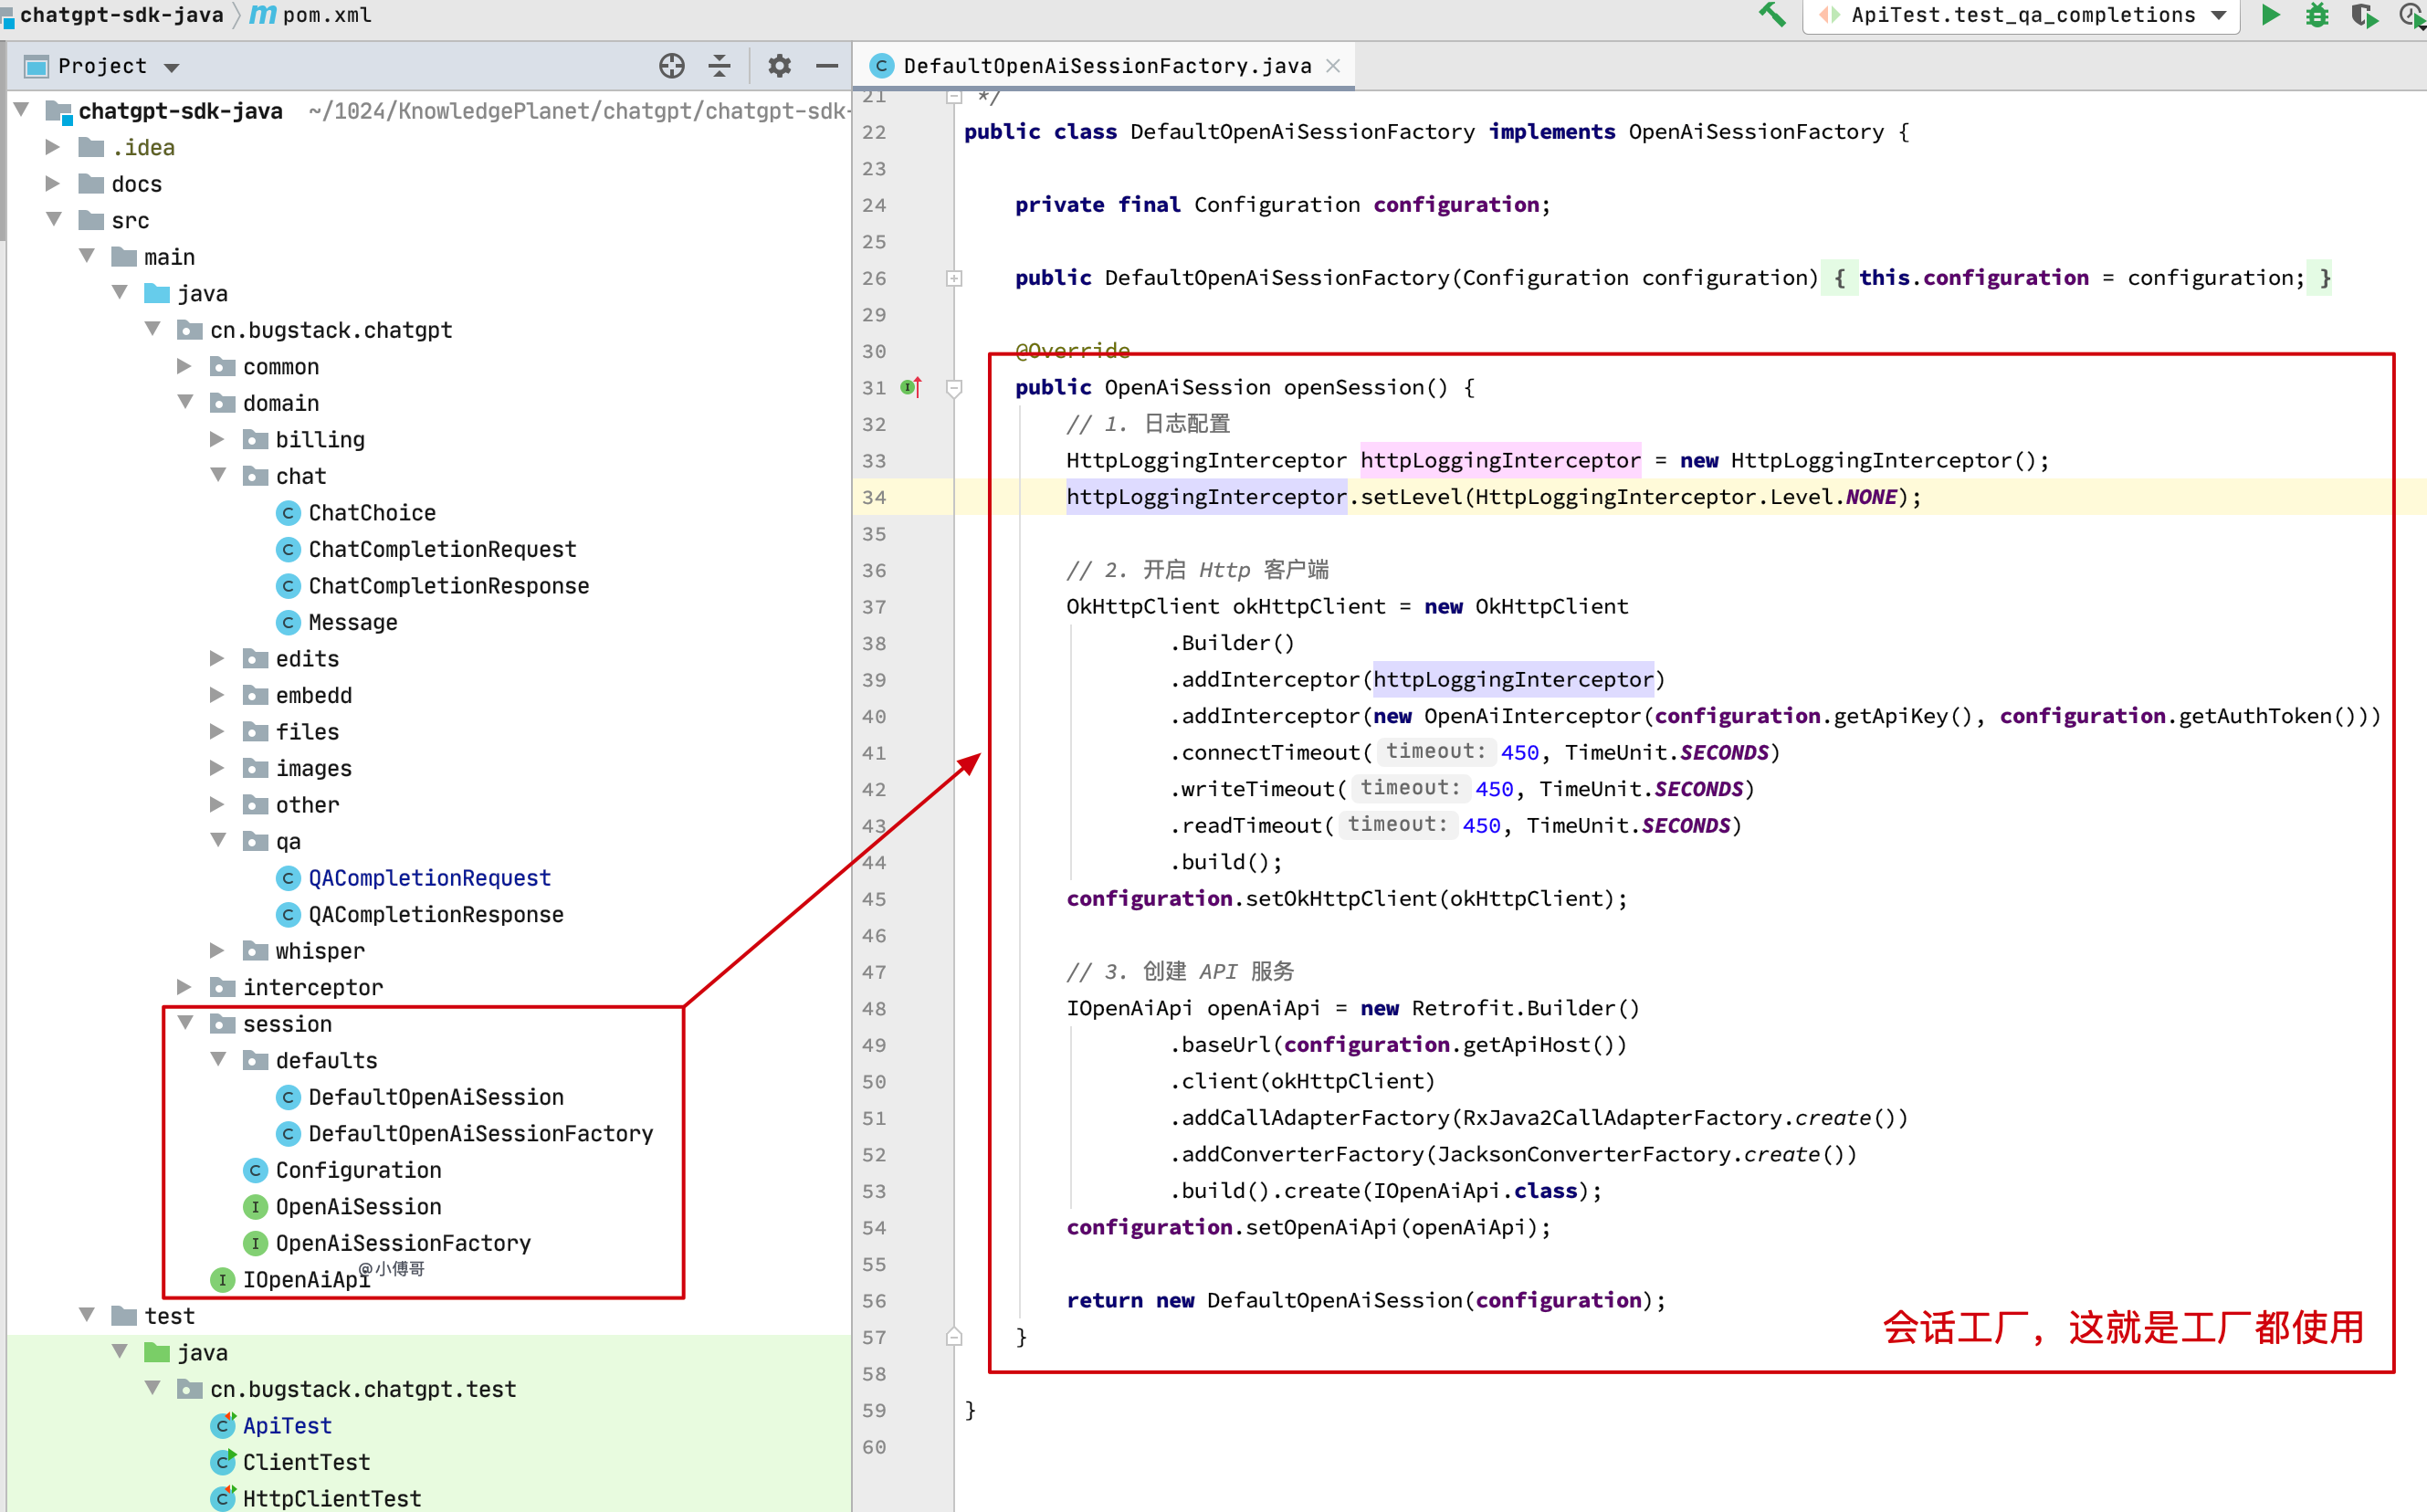 chatgpt-sdk-java
pom.xml
ApiTest.test_qa_completions
Project
DefaultOpenAiSessionFactory.java
chatgpt-sdk-java ~/1024/KnowledgePlanet/chatgpt/chatgpt-sdk-
.idea
docs
src
main
java
cn.bugstack.chatgpt
common
domain
billing
chat
ChatChoice
ChatCompletionRequest
ChatCompletionResponse
Message
edits
embedd
files
images
other
qa
QACompletionRequest
QACompletionResponse
whisper
interceptor
session
defaults
DefaultOpenAiSession
DefaultOpenAiSessionFactory
Configuration
OpenAiSession
OpenAiSessionFactory
@小傅哥
IOpenAiApi
test
java
cn.bugstack.chatgpt.test
ApiTest
ClientTest
HttpClientTest
21 */
22 public class DefaultOpenAiSessionFactory implements OpenAiSessionFactory {
23
24 private final Configuration configuration;
25
26 public DefaultOpenAiSessionFactory(Configuration configuration) { this.configuration = configuration; }
29
30 @Override
31 public OpenAiSession openSession() {
32 // 1. 日志配置
33 HttpLoggingInterceptor httpLoggingInterceptor = new HttpLoggingInterceptor();
34 httpLoggingInterceptor.setLevel(HttpLoggingInterceptor.Level.NONE);
35
36 // 2. 开启 Http 客户端
37 OkHttpClient okHttpClient = new OkHttpClient
38 .Builder()
39 .addInterceptor(httpLoggingInterceptor)
40 .addInterceptor(new OpenAiInterceptor(configuration.getApiKey(), configuration.getAuthToken()))
41 .connectTimeout( timeout: 450, TimeUnit.SECONDS)
42 .writeTimeout( timeout: 450, TimeUnit.SECONDS)
43 .readTimeout( timeout: 450, TimeUnit.SECONDS)
44 .build();
45 configuration.setOkHttpClient(okHttpClient);
46
47 // 3. 创建 API 服务
48 IOpenAiApi openAiApi = new Retrofit.Builder()
49 .baseUrl(configuration.getApiHost())
50 .client(okHttpClient)
51 .addCallAdapterFactory(RxJava2CallAdapterFactory.create())
52 .addConverterFactory(JacksonConverterFactory.create())
53 .build().create(IOpenAiApi.class);
54 configuration.setOpenAiApi(openAiApi);
55
56 return new DefaultOpenAiSession(configuration);
57 }
会话工厂，这就是工厂都使用
58
59 }
60